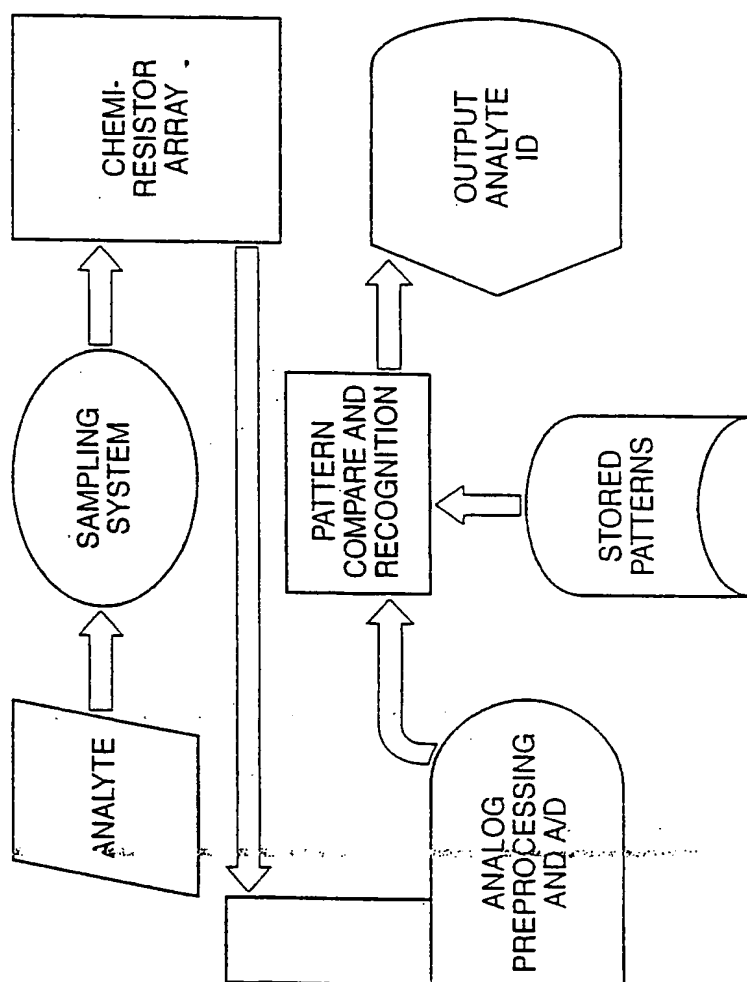 ANALYTE
SAMPLING
SYSTEM
CHEMI-
RESISTOR
ARRAY
ANALOG
PREPROCESSING
AND A/D
PATTERN
COMPARE AND
RECOGNITION
STORED
PATTERNS
OUTPUT
ANALYTE
ID